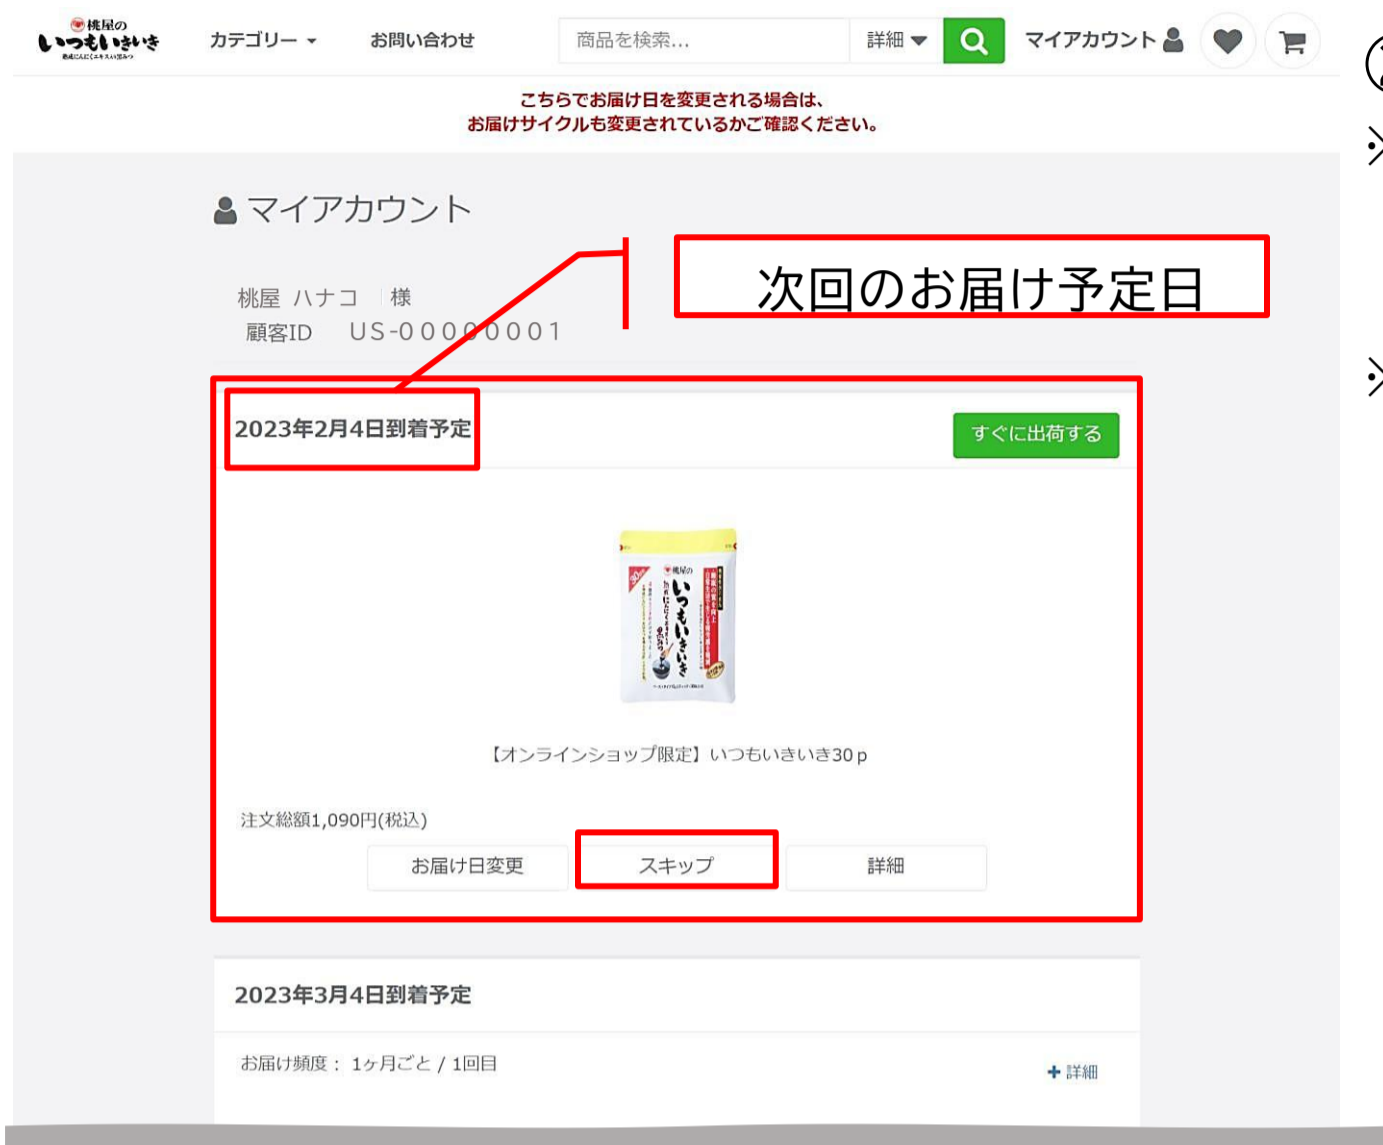 桃屋の
いつもいきいき
カテゴリー
お問い合わせ
商品を検索...
詳細
マイアカウント
こちらでお届け日を変更される場合は、
お届けサイクルも変更されているかご確認ください。
※
マイアカウント
次回のお届け予定日
桃屋 ハナコ 様
顧客ID US-00000001
※
2023年2月4日到着予定
すぐに出荷する
桃屋の
いつもいきいき
【オンラインショップ限定】いつもいきいき30p
注文総額1,090円(税込)
お届け日変更
スキップ
詳細
2023年3月4日到着予定
お届け頻度： 1ヶ月ごと / 1回目
+ 詳細